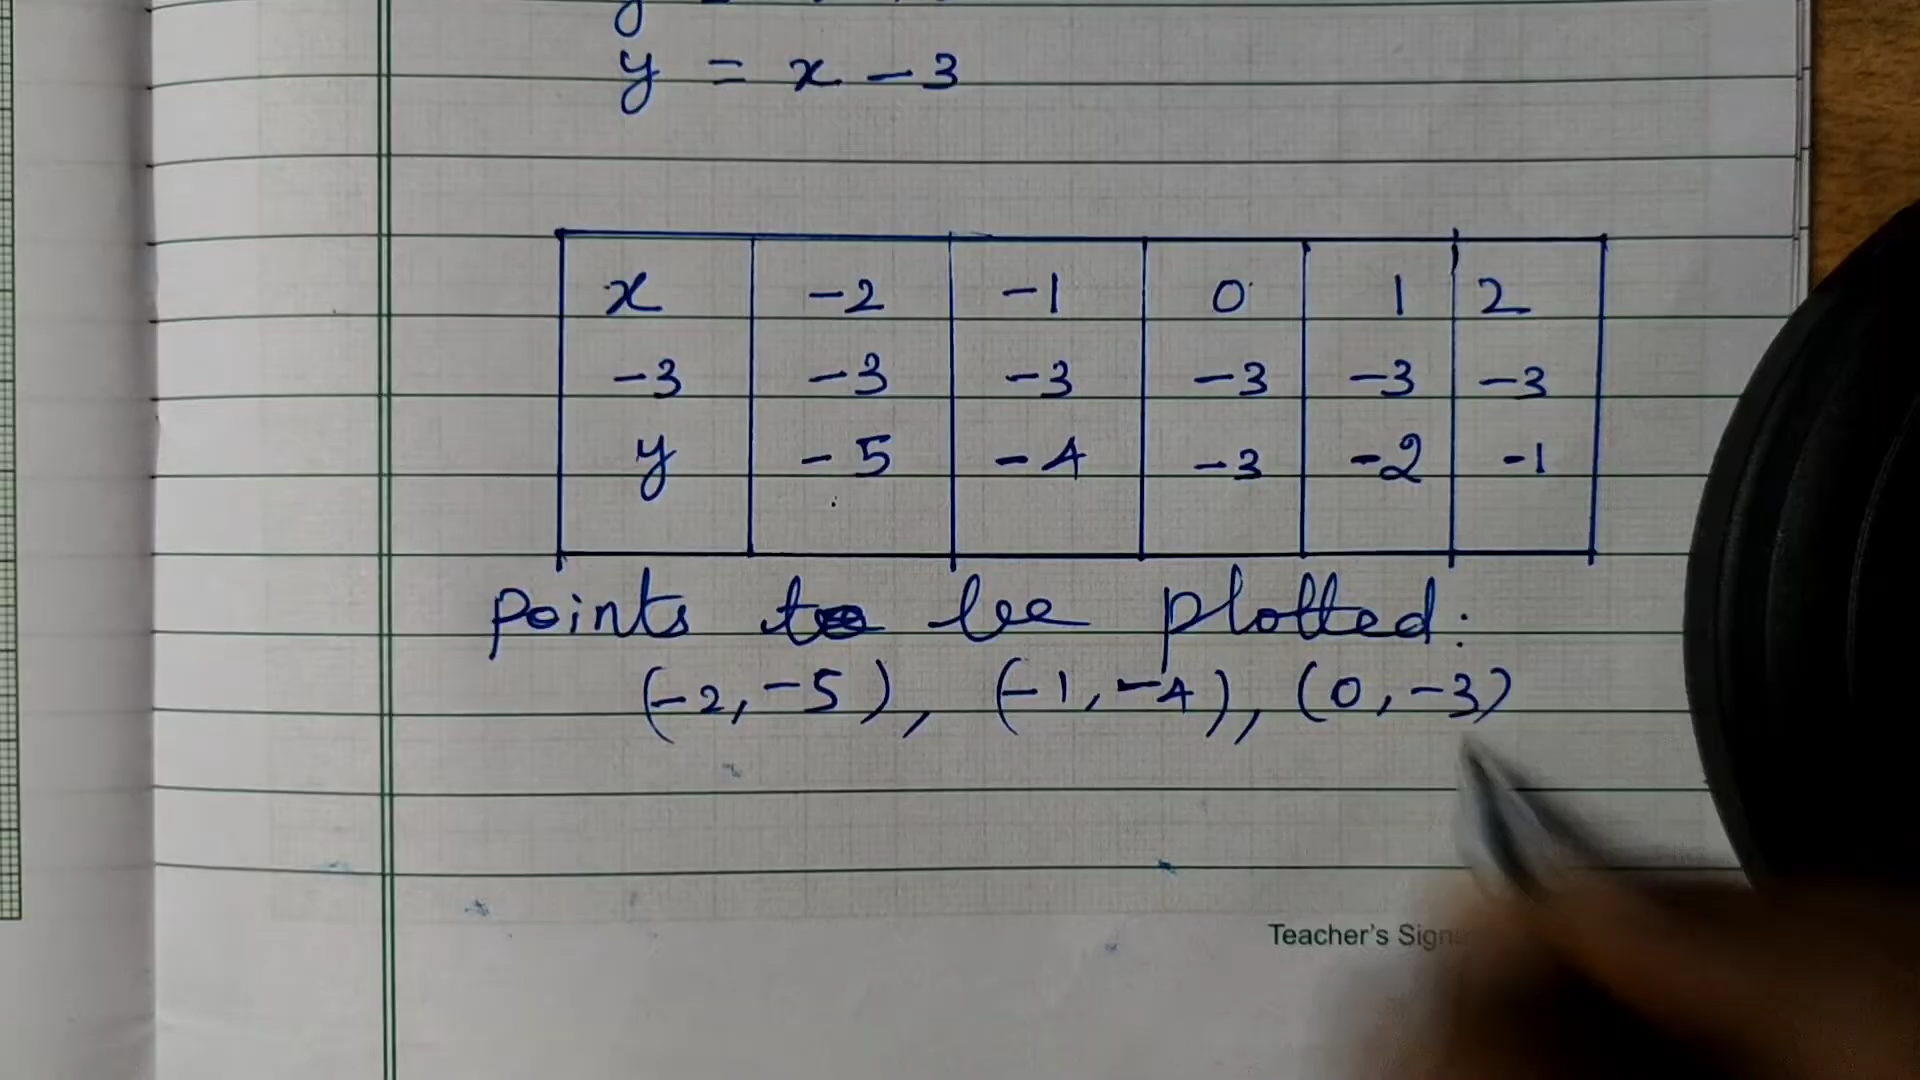 y = x - 3
x -2 -1 0 1 2
-3 -3 -3 -3 -3 -3
y -5 -4 -3 -2 -1
Points to be plotted:
(-2, -5), (-1, -4), (0, -3)
Teacher's